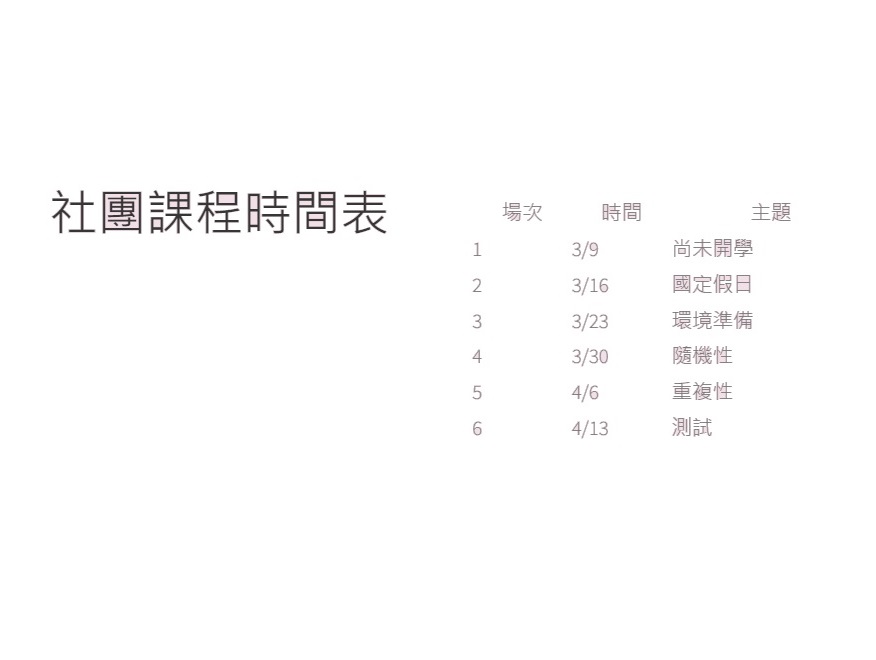 社團課程時間表
場次 時間 主題
1 3/9 尚未開學
2 3/16 國定假日
3 3/23 環境準備
4 3/30 隨機性
5 4/6 重複性
6 4/13 測試